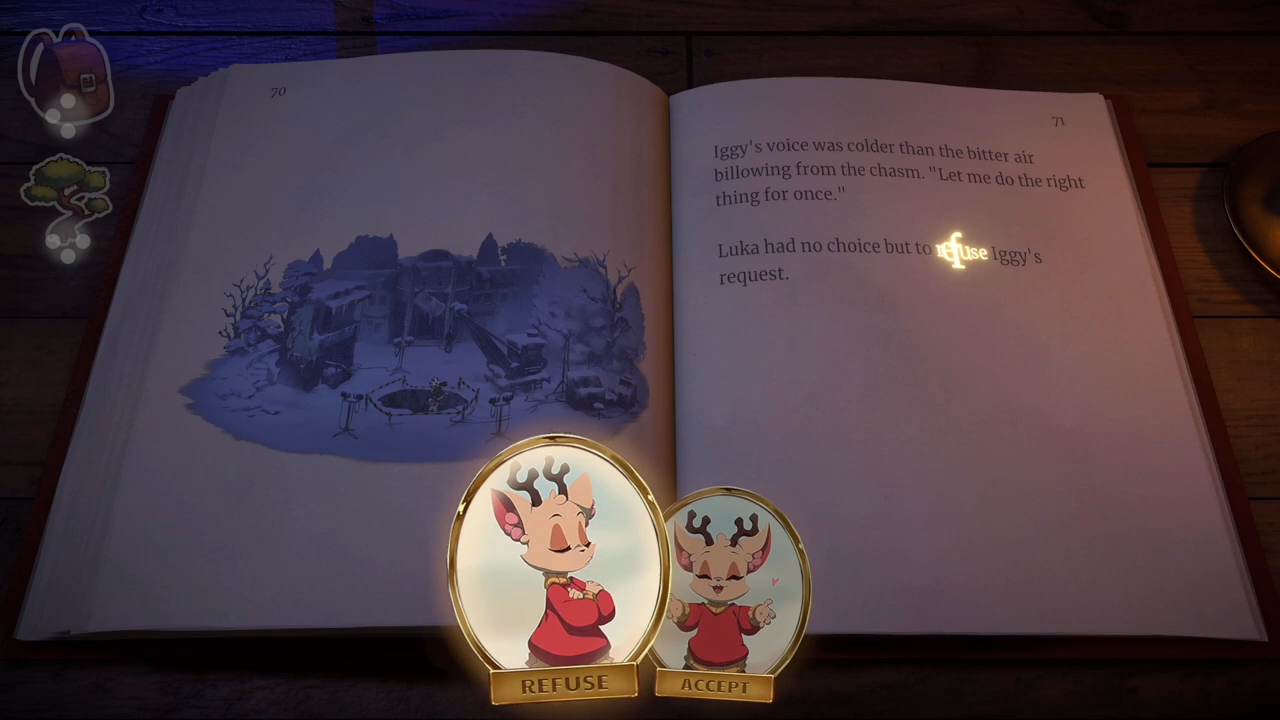 70
71
Iggy's voice was colder than the bitter air
billowing from the chasm. "Let me do the right
thing for once."
Luka had no choice but to refuse Iggy's
request.
REFUSE
ACCEPT